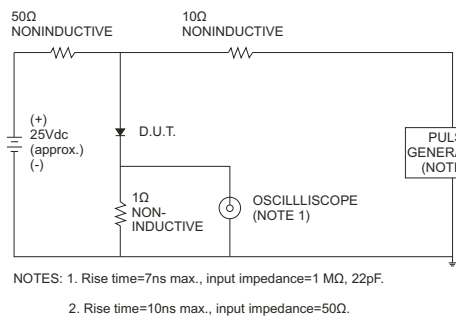 50Ω
NONINDUCTIVE
10Ω
NONINDUCTIVE
(+)
25Vdc
(approx.)
(-)
D.U.T.
1Ω
NON-
INDUCTIVE
OSCILLLISCOPE
(NOTE 1)
(NOTE
NOTES: 1. Rise time=7ns max., input impedance=1 MΩ, 22pF.
2. Rise time=10ns max., input impedance=50Ω.